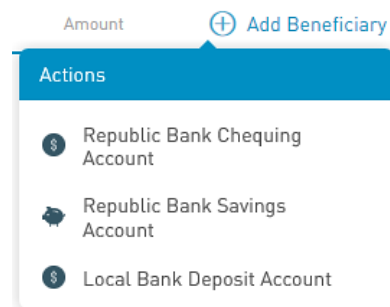 Amount
Add Beneficiary
Actions
Republic Bank Chequing
Account
Republic Bank Savings
Account
Local Bank Deposit Account